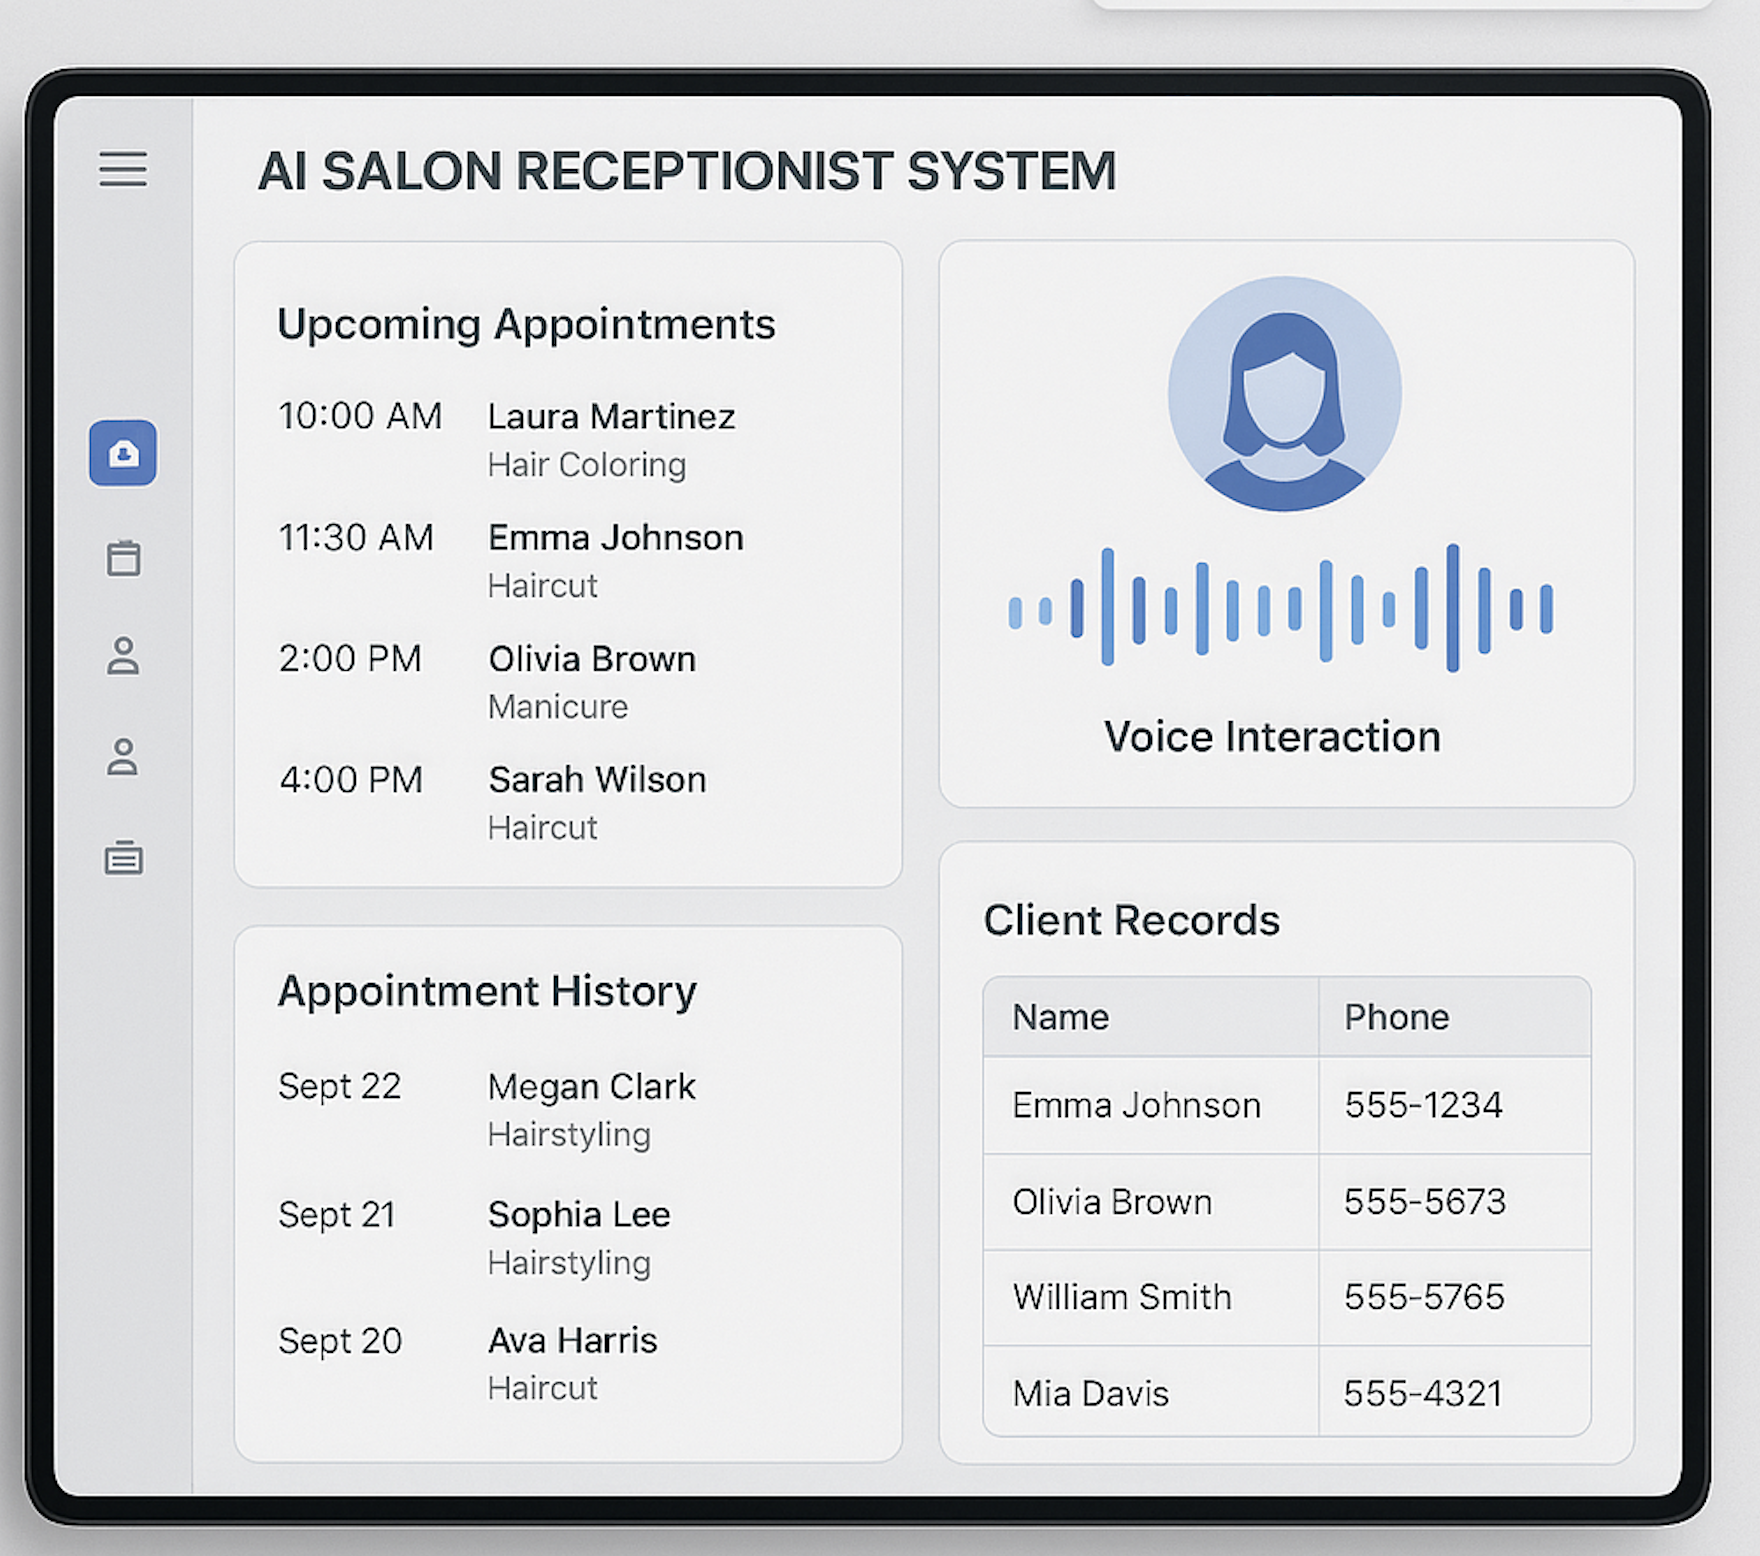 AI SALON RECEPTIONIST SYSTEM
Upcoming Appointments
10:00 AM Laura Martinez
Hair Coloring
11:30 AM Emma Johnson
Haircut
2:00 PM Olivia Brown
Manicure
4:00 PM Sarah Wilson
Haircut
Voice Interaction
Appointment History
Sept 22 Megan Clark
Hairstyling
Sept 21 Sophia Lee
Hairstyling
Sept 20 Ava Harris
Haircut
Client Records
Name Phone
Emma Johnson 555-1234
Olivia Brown 555-5673
William Smith 555-5765
Mia Davis 555-4321